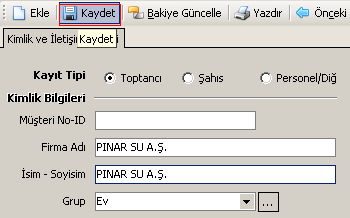 Ekle Kaydet Bakiye Güncelle Yazdır Önceki
Kimlik ve İletişi Kaydet i
Kayıt Tipi Toptancı Şahıs Personel/Diğ
Kimlik Bilgileri
Müşteri No-ID
Firma Adı PINAR SU A.Ş.
İsim - Soyisim PINAR SU A.Ş.
Grup Ev ...